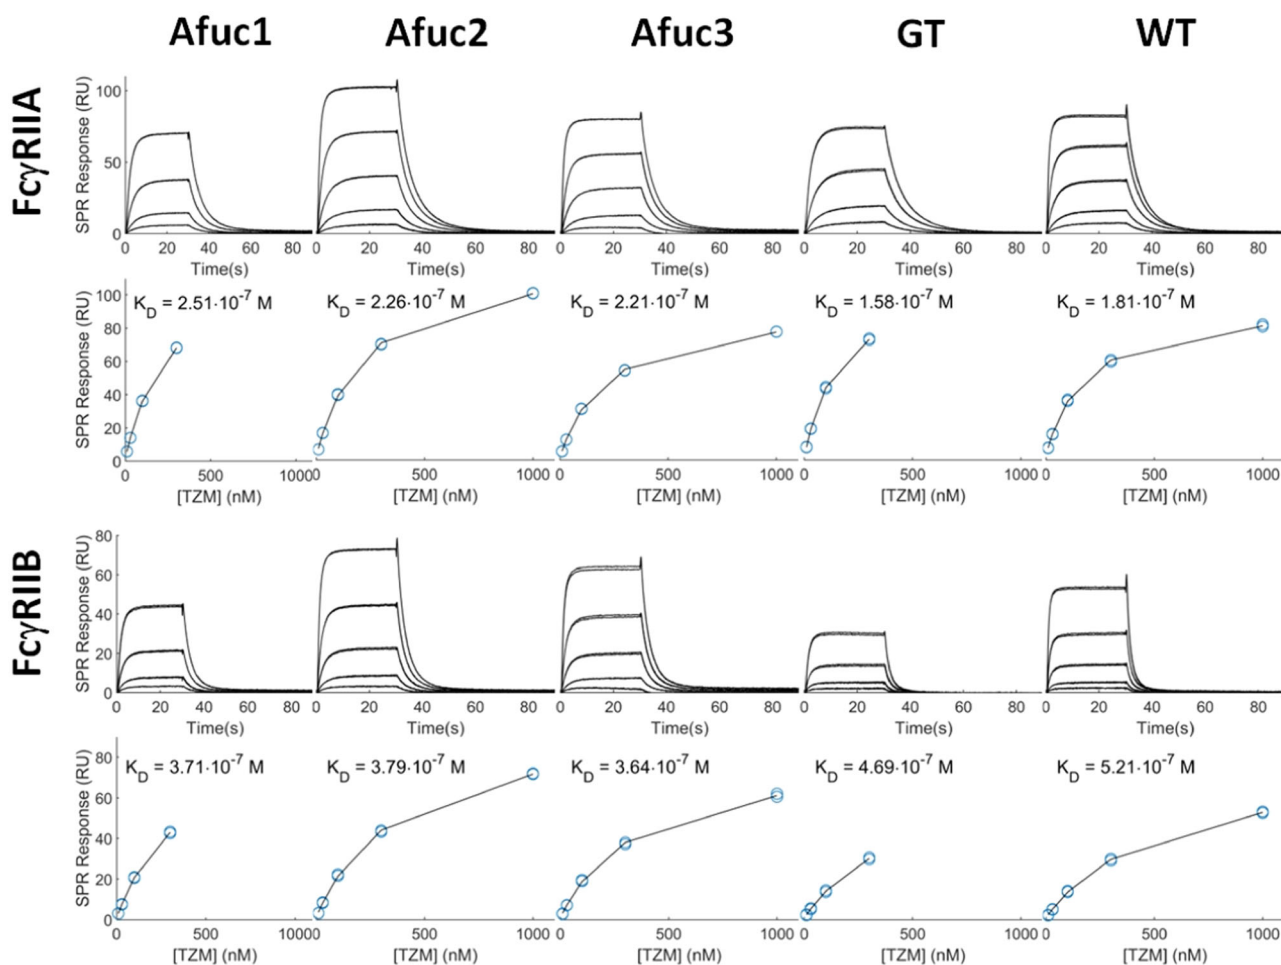 Afuc1 Afuc2 Afuc3 GT WT
FcγRIIA
SPR Response (RU)
100
50
0
0 20 40 60 80 0 20 40 60 80 0 20 40 60 80 0 20 40 60 80 0 20 40 60 80
Time(s) Time(s) Time(s) Time(s) Time(s)
SPR Response (RU)
100
80
60
40
20
0
K_D = 2.51·10^-7 M K_D = 2.26·10^-7 M K_D = 2.21·10^-7 M K_D = 1.58·10^-7 M K_D = 1.81·10^-7 M
0 500 1000 0 500 1000 0 500 1000 0 500 1000 0 500 1000
[TZM] (nM) [TZM] (nM) [TZM] (nM) [TZM] (nM) [TZM] (nM)
FcγRIIB
SPR Response (RU)
80
60
40
20
0
0 20 40 60 80 0 20 40 60 80 0 20 40 60 80 0 20 40 60 80 0 20 40 60 80
Time(s) Time(s) Time(s) Time(s) Time(s)
SPR Response (RU)
80
60
40
20
0
K_D = 3.71·10^-7 M K_D = 3.79·10^-7 M K_D = 3.64·10^-7 M K_D = 4.69·10^-7 M K_D = 5.21·10^-7 M
0 500 1000 0 500 1000 0 500 1000 0 500 1000 0 500 1000
[TZM] (nM) [TZM] (nM) [TZM] (nM) [TZM] (nM) [TZM] (nM)